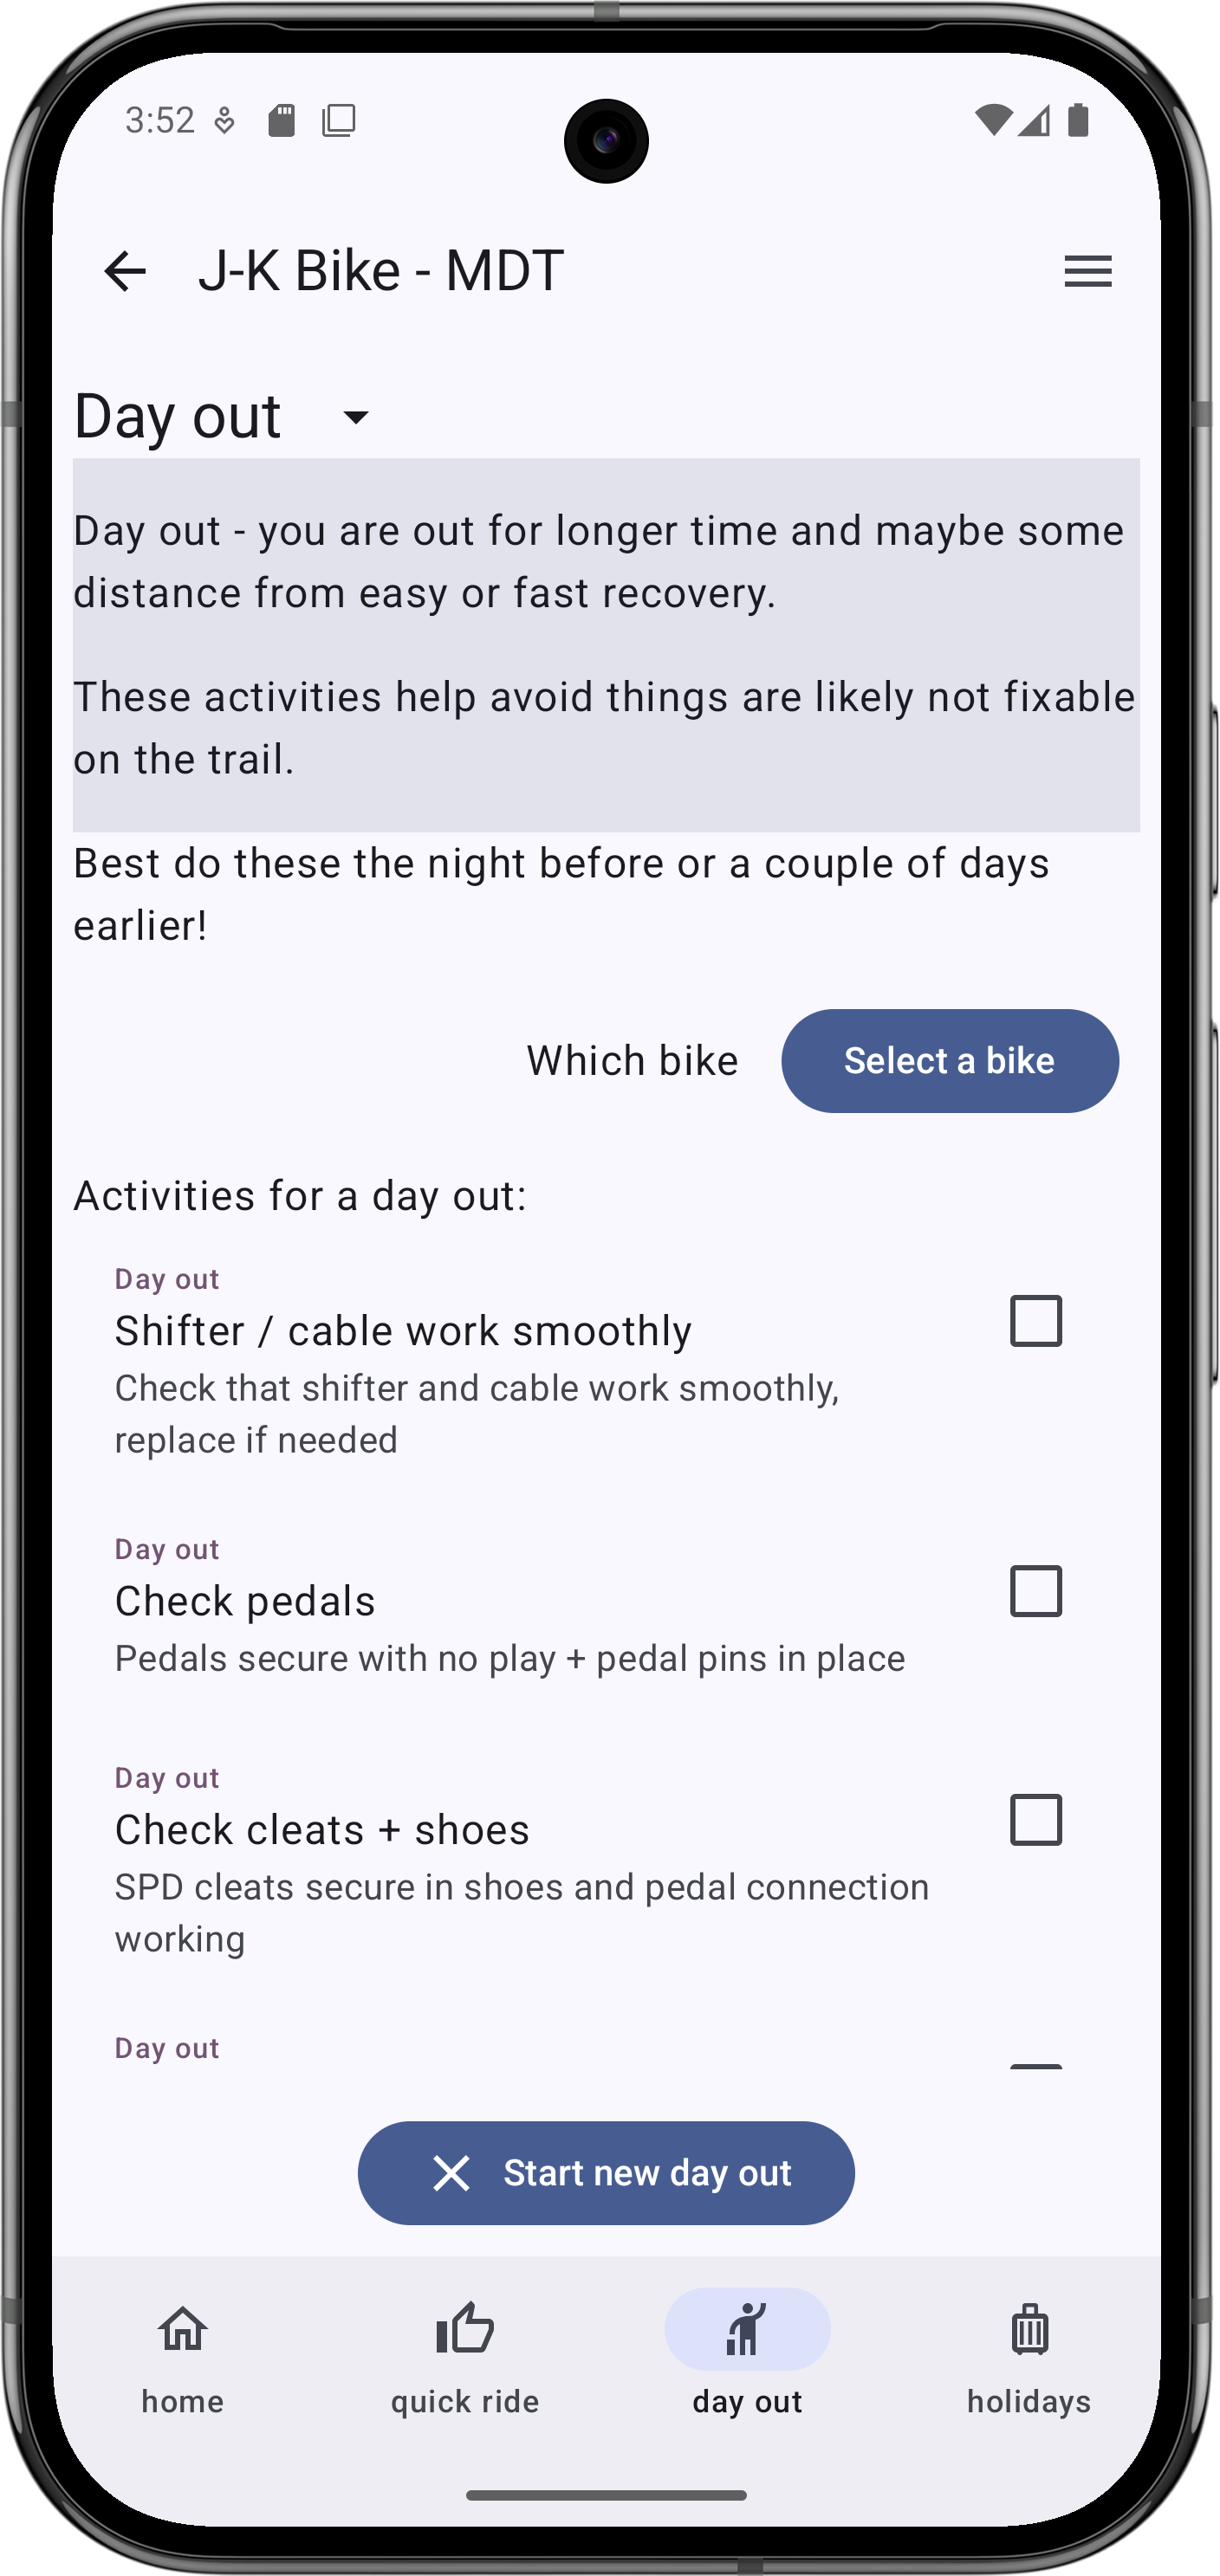 3:52
J-K Bike - MDT
Day out
Day out - you are out for longer time and maybe some
distance from easy or fast recovery.
These activities help avoid things are likely not fixable
on the trail.
Best do these the night before or a couple of days
earlier!
Which bike
Select a bike
Activities for a day out:
Day out
Shifter / cable work smoothly
Check that shifter and cable work smoothly,
replace if needed
Day out
Check pedals
Pedals secure with no play + pedal pins in place
Day out
Check cleats + shoes
SPD cleats secure in shoes and pedal connection
working
Day out
Start new day out
home
quick ride
day out
holidays